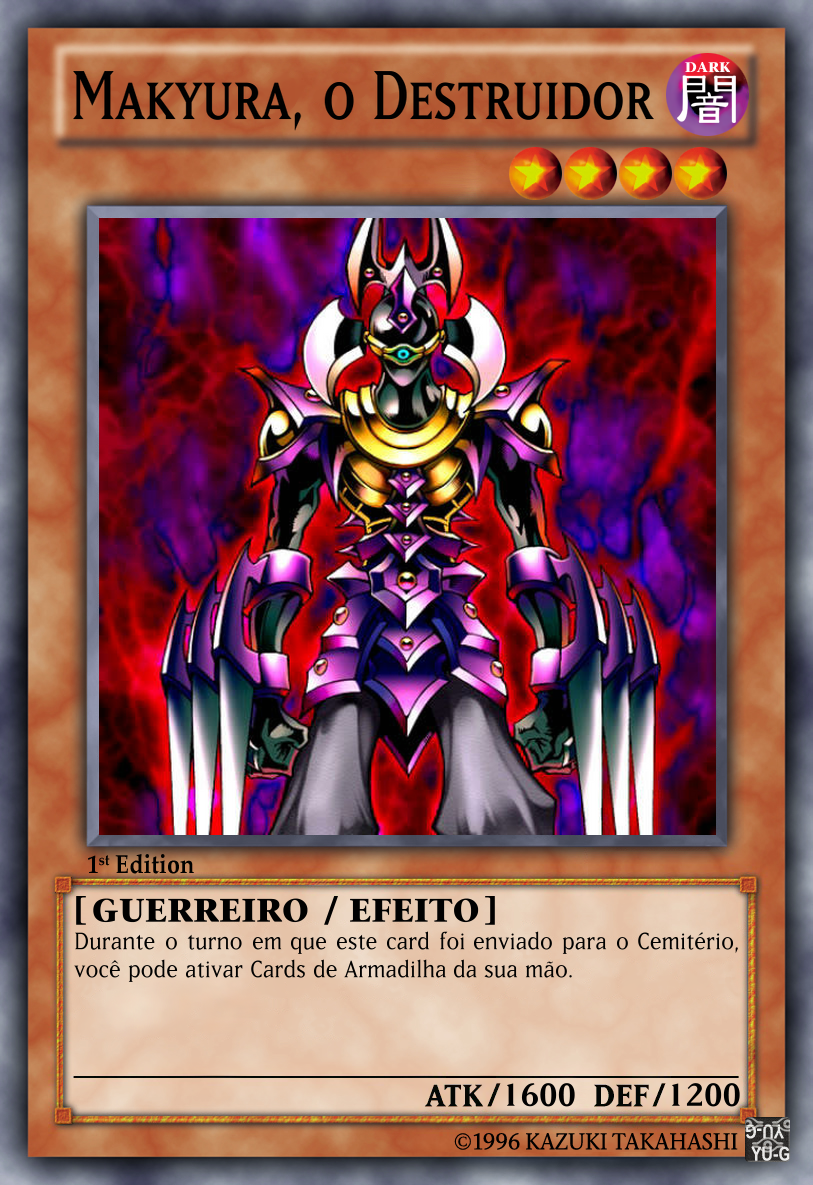 Makyura, o Destruidor
DARK
闇
1st Edition
[GUERREIRO / EFEITO]
Durante o turno em que este card foi enviado para o Cemitério,
você pode ativar Cards de Armadilha da sua mão.
ATK/1600 DEF/1200
©1996 KAZUKI TAKAHASHI
YU-G
YU-G